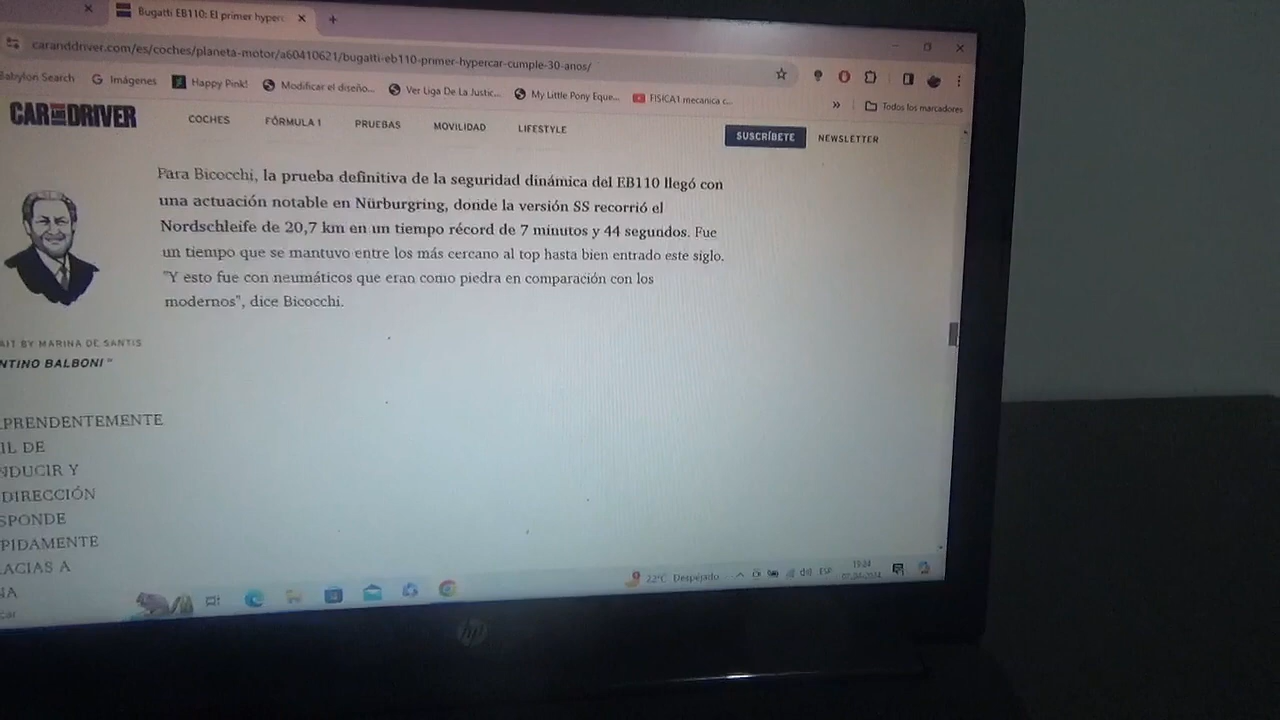 Bugatti EB110: El primer hyperc
caranddriver.com/es/coches/planeta-motor/a60410621/bugatti-eb110-primer-hypercar-cumple-30-anos/
Babylon Search
Imágenes
Happy Pink!
Modificar el diseño...
Ver Liga De La Justic...
My Little Pony Eque...
FISICA1 mecanica c...
»
Todos los marcadores
CAR AND DRIVER
COCHES
FÓRMULA 1
PRUEBAS
MOVILIDAD
LIFESTYLE
SUSCRÍBETE
NEWSLETTER
Para Bicocchi, la prueba definitiva de la seguridad dinámica del EB110 llegó con
una actuación notable en Nürburgring, donde la versión SS recorrió el
Nordschleife de 20,7 km en un tiempo récord de 7 minutos y 44 segundos. Fue
un tiempo que se mantuvo entre los más cercano al top hasta bien entrado este siglo.
"Y esto fue con neumáticos que eran como piedra en comparación con los
modernos", dice Bicocchi.
AIT BY MARINA DE SANTIS
NTINO BALBONI "
PRENDENTEMENTE
IL DE
NDUCIR Y
DIRECCIÓN
SPONDE
PIDAMENTE
ACIAS A
NA
22°C Despejado
ESP
hp